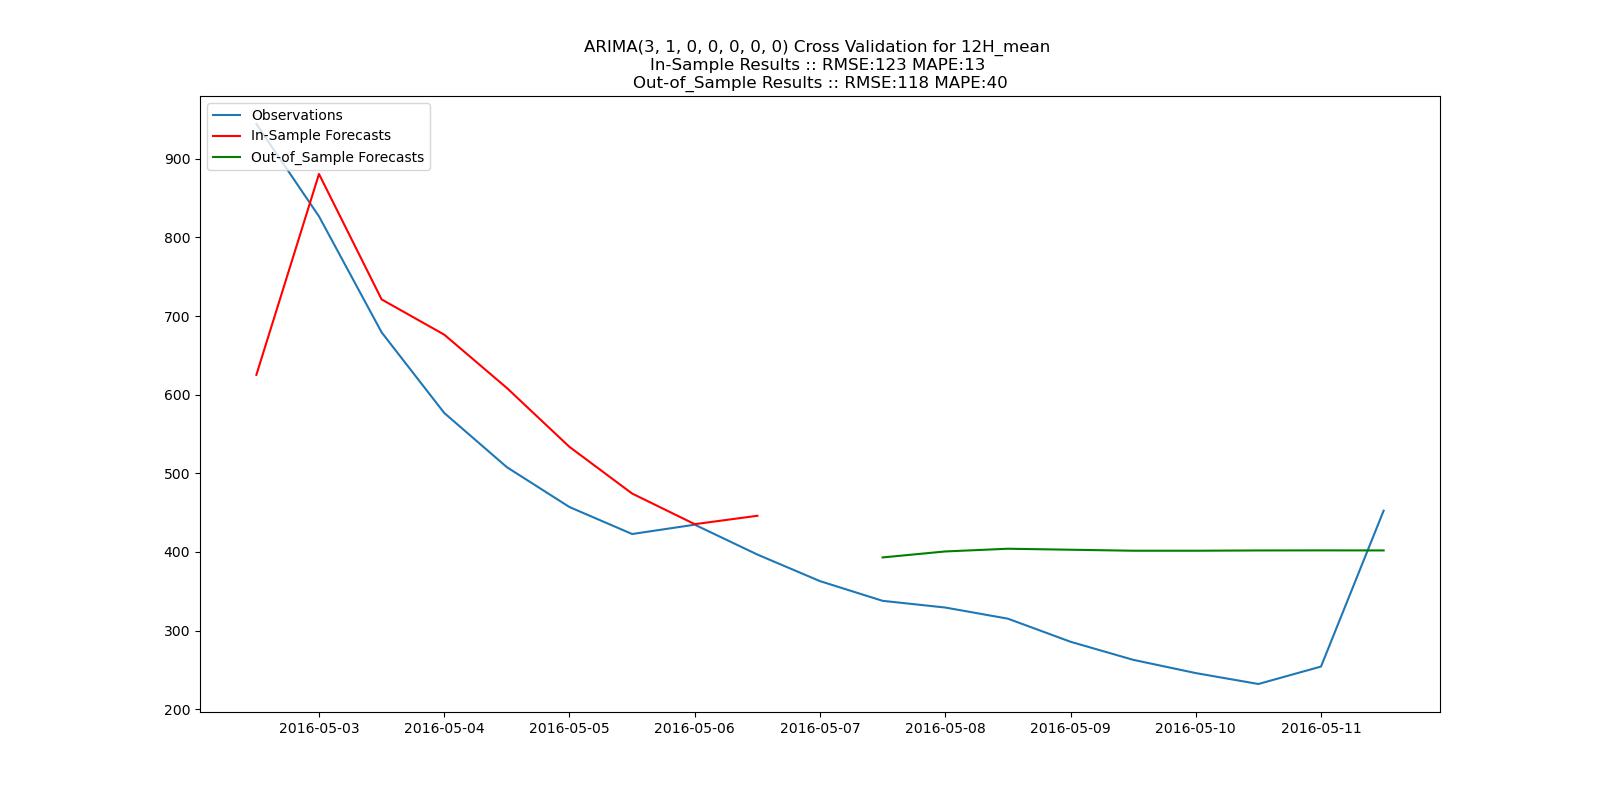 ARIMA(3, 1, 0, 0, 0, 0, 0) Cross Validation for 12H_mean
In-Sample Results :: RMSE:123 MAPE:13
Out-of_Sample Results :: RMSE:118 MAPE:40
Observations
In-Sample Forecasts
Out-of_Sample Forecasts
900
800
700
600
500
400
300
200
2016-05-03 2016-05-04 2016-05-05 2016-05-06 2016-05-07 2016-05-08 2016-05-09 2016-05-10 2016-05-11